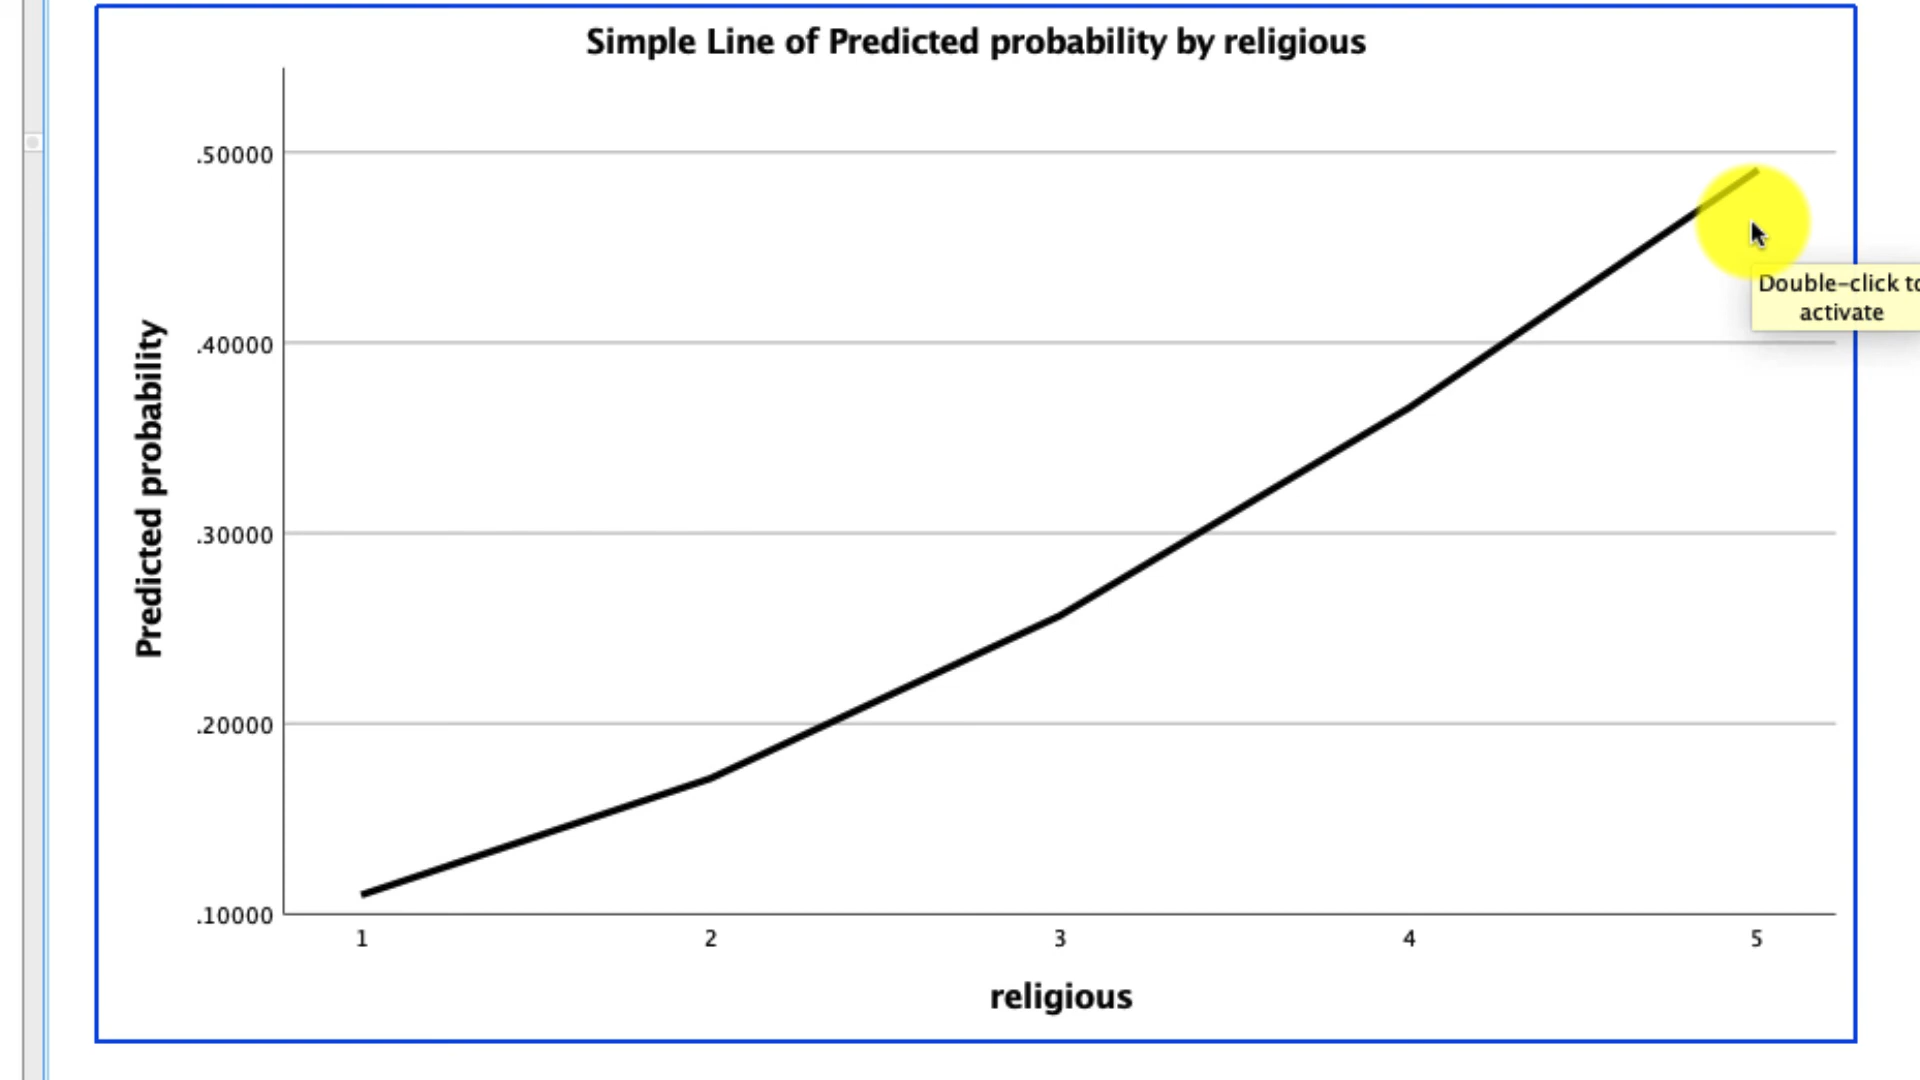 Simple Line of Predicted probability by religious
.50000
.40000
.30000
.20000
.10000
Predicted probability
1 2 3 4 5
religious
Double-click
activate